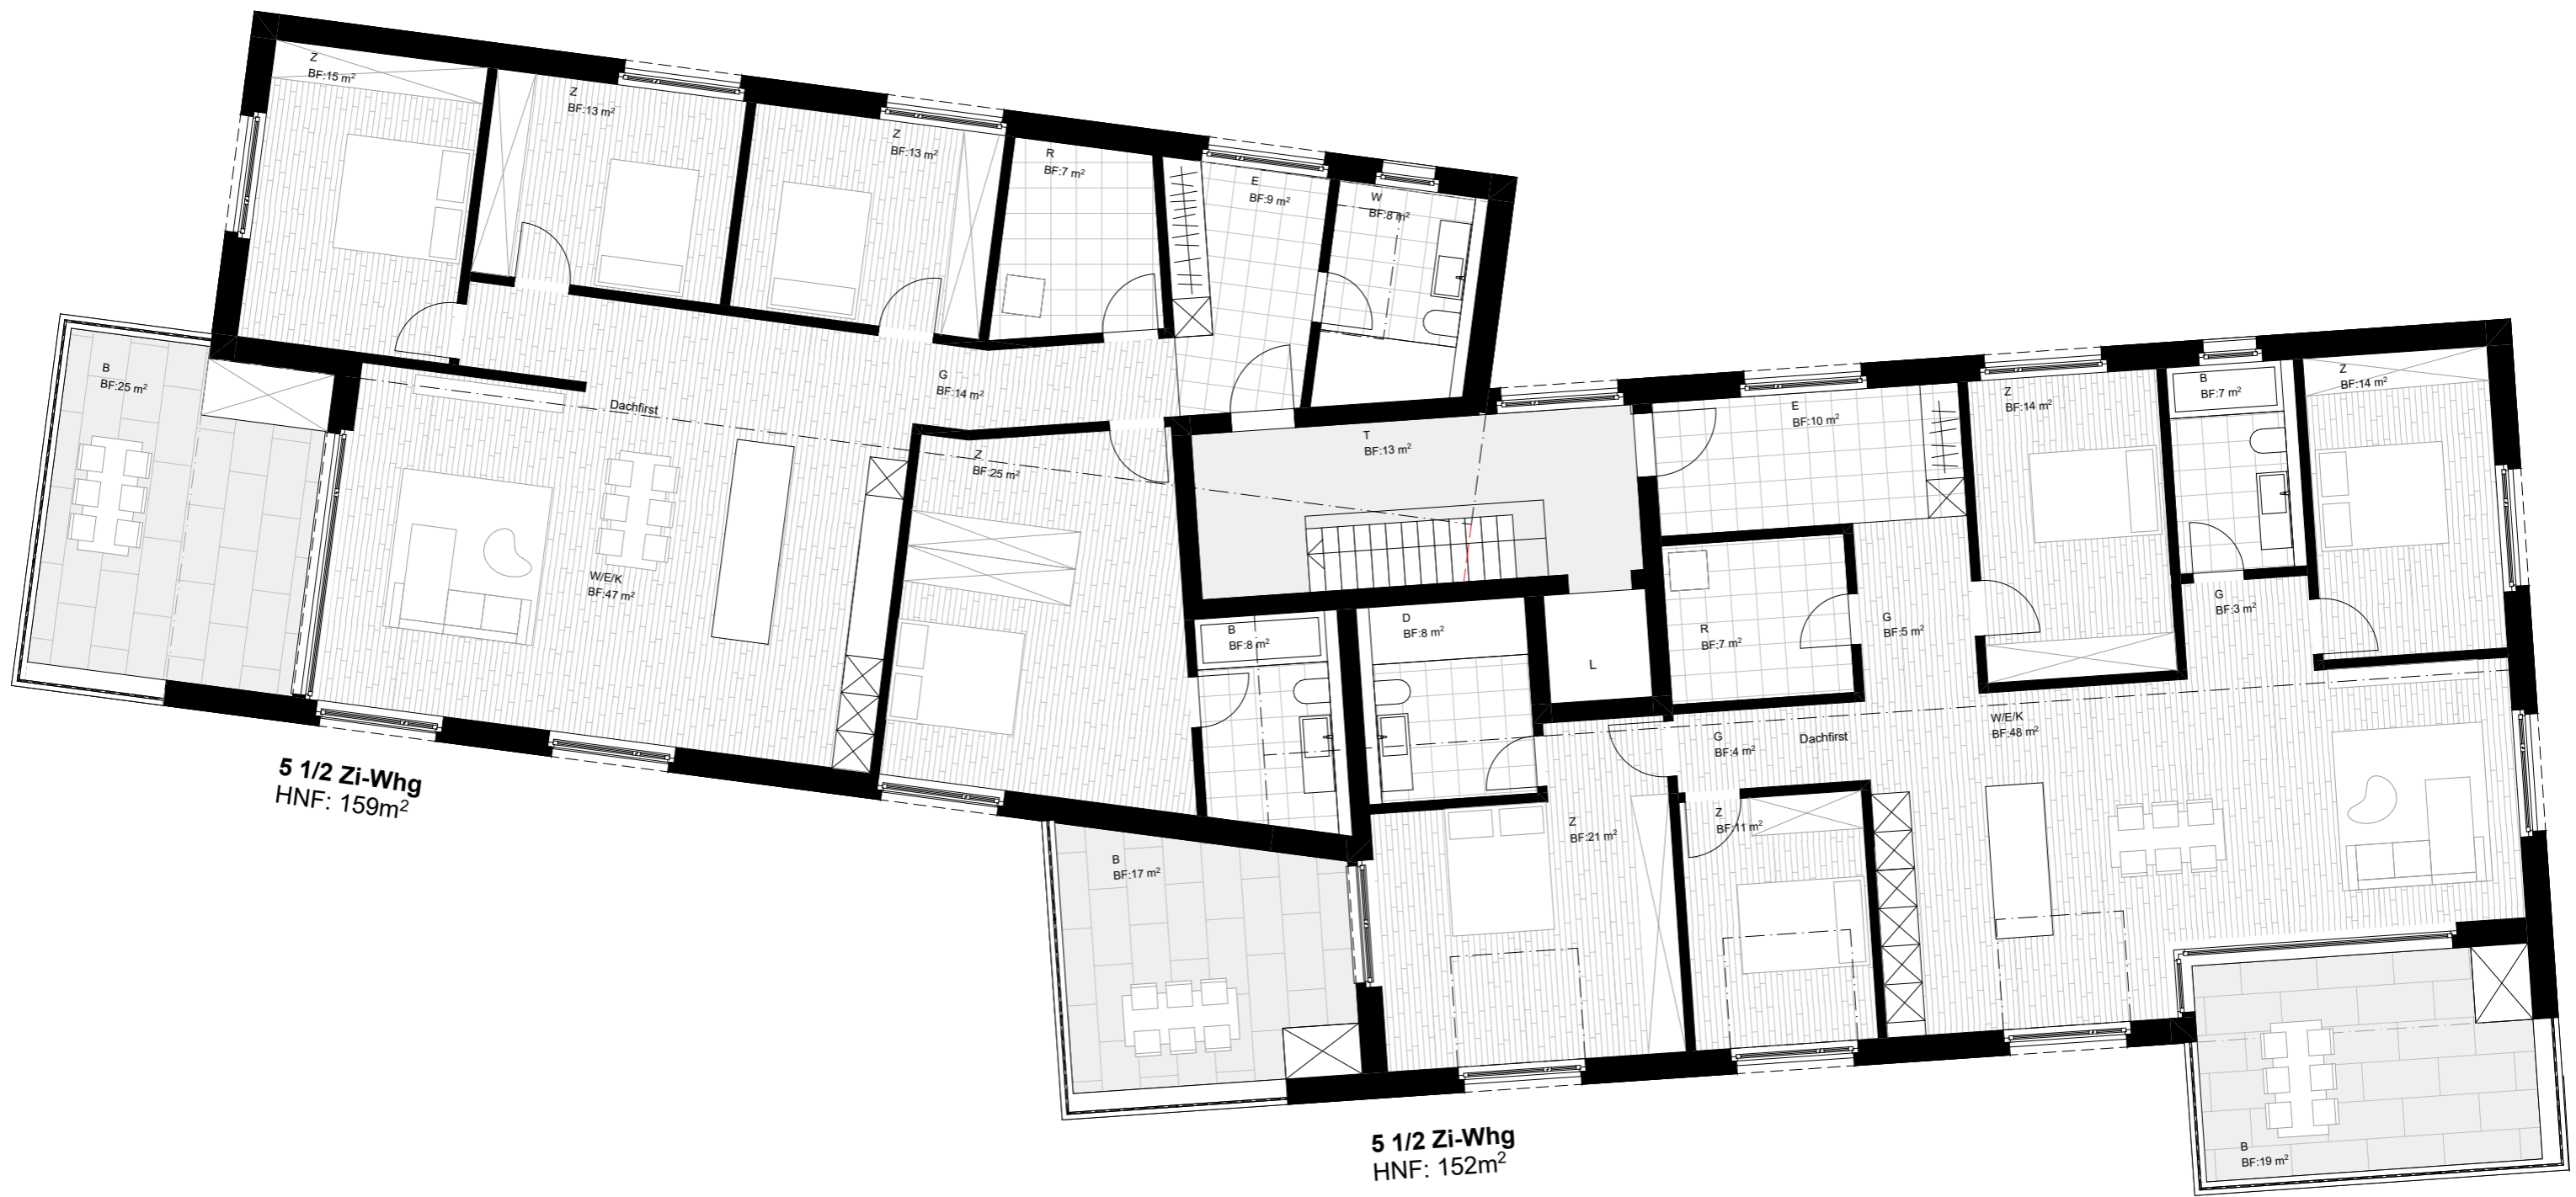 Z
BF:15 m²
Z
BF:13 m²
Z
BF:13 m²
R
BF:7 m²
E
BF:9 m²
W
BF:8 m²
B
BF:25 m²
Dachfirst
G
BF:14 m²
Z
BF:25 m²
T
BF:13 m²
E
BF:10 m²
Z
BF:14 m²
B
BF:7 m²
Z
BF:14 m²
W/E/K
BF:47 m²
B
BF:8 m²
D
BF:8 m²
L
R
BF:7 m²
G
BF:5 m²
G
BF:3 m²
G
BF:4 m²
Dachfirst
W/E/K
BF:48 m²
5 1/2 Zi-Whg
HNF: 159m²
B
BF:17 m²
Z
BF:21 m²
Z
BF:11 m²
5 1/2 Zi-Whg
HNF: 152m²
B
BF:19 m²